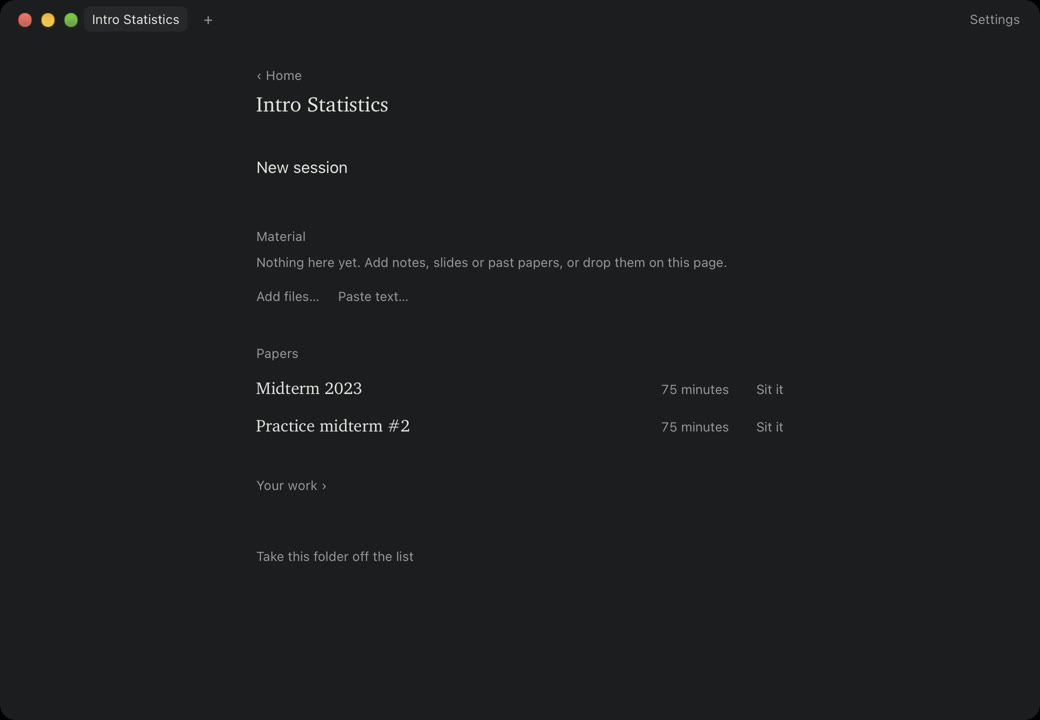 Intro Statistics
+
Settings
‹ Home
Intro Statistics
New session
Material
Nothing here yet. Add notes, slides or past papers, or drop them on this page.
Add files... Paste text...
Papers
Midterm 2023 75 minutes Sit it
Practice midterm #2 75 minutes Sit it
Your work ›
Take this folder off the list